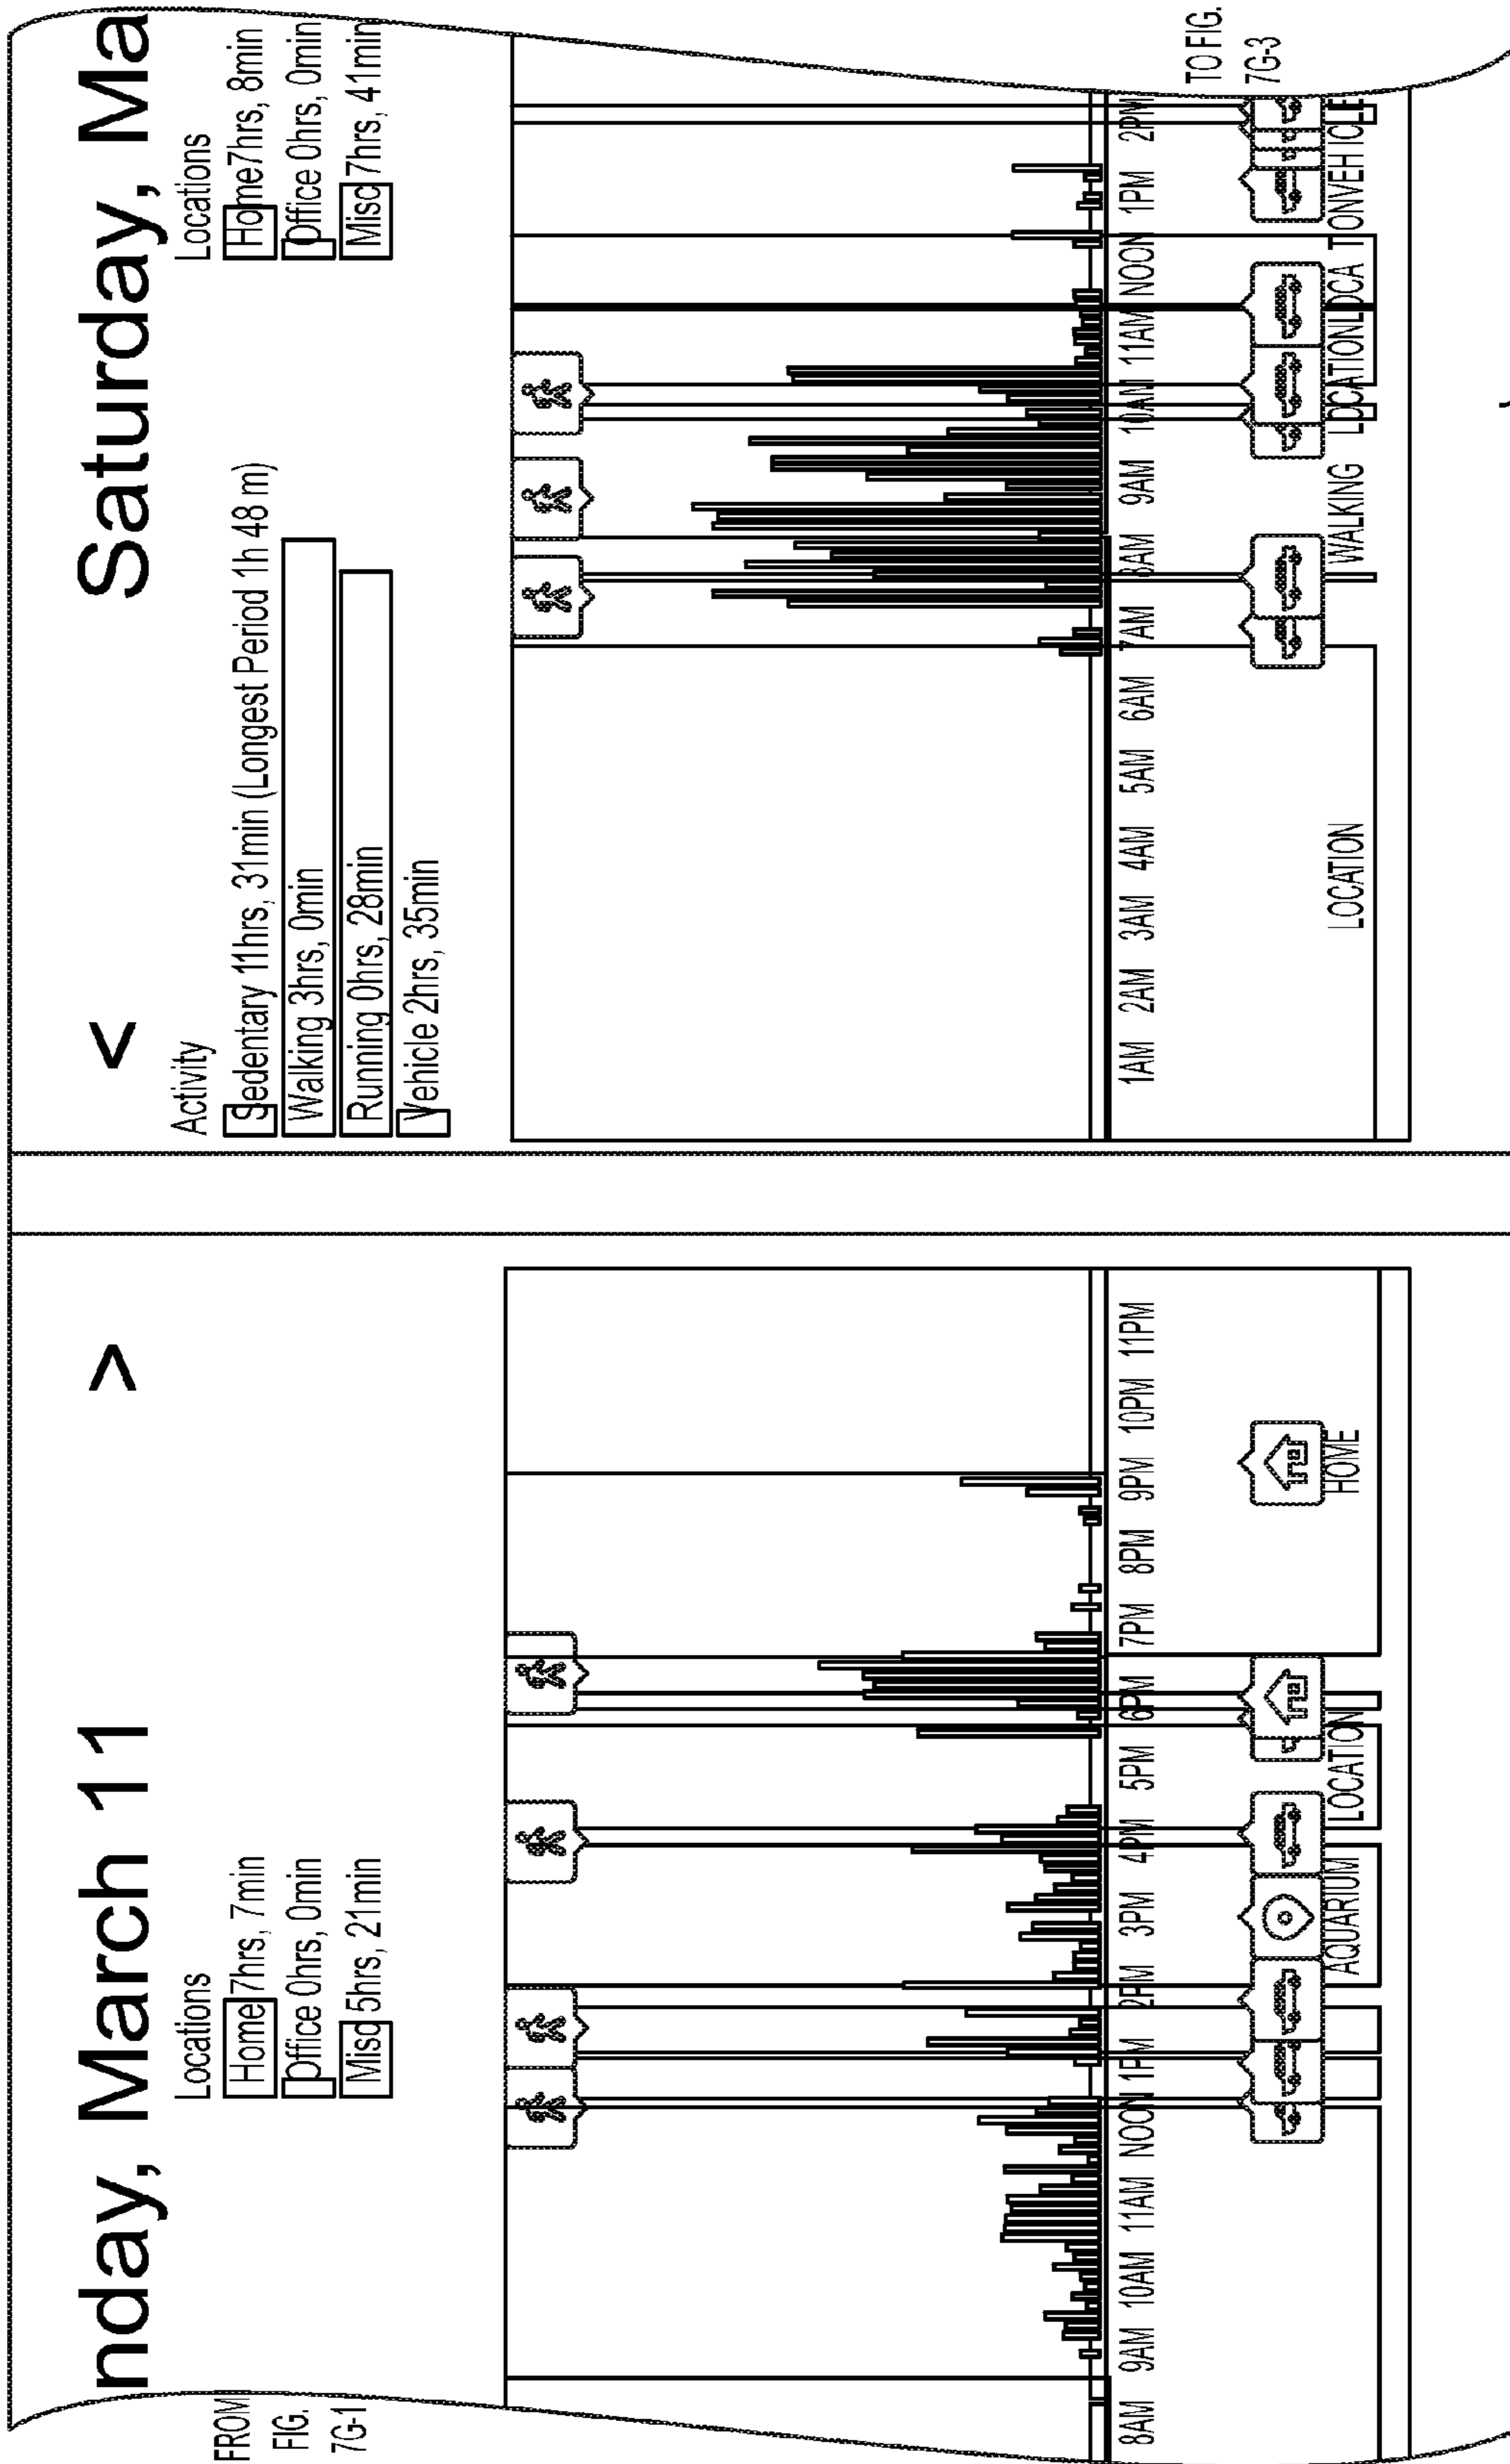 FROM
FIG.
7G-1
nday, March 11 >
Locations
Home 7hrs, 7min
Office 0hrs, 0min
Misc 5hrs, 21min
8AM 9AM 10AM 11AM NOON 1PM 2PM 3PM 4PM 5PM 6PM 7PM 8PM 9PM 10PM 11PM
AQUARIUM LOCATION HOME
< Saturday, Ma
Activity
Sedentary 11hrs, 31min (Longest Period 1h 48 m)
Walking 3hrs, 0min
Running 0hrs, 28min
Vehicle 2hrs, 35min
Locations
Home 7hrs, 8min
Office 0hrs, 0min
Misc 7hrs, 41min
1AM 2AM 3AM 4AM 5AM 6AM 7AM 8AM 9AM 10AM 11AM NOON 1PM 2PM
LOCATION WALKING LOCATIONLOCA TONVEH ICLE
TO FIG.
7G-3